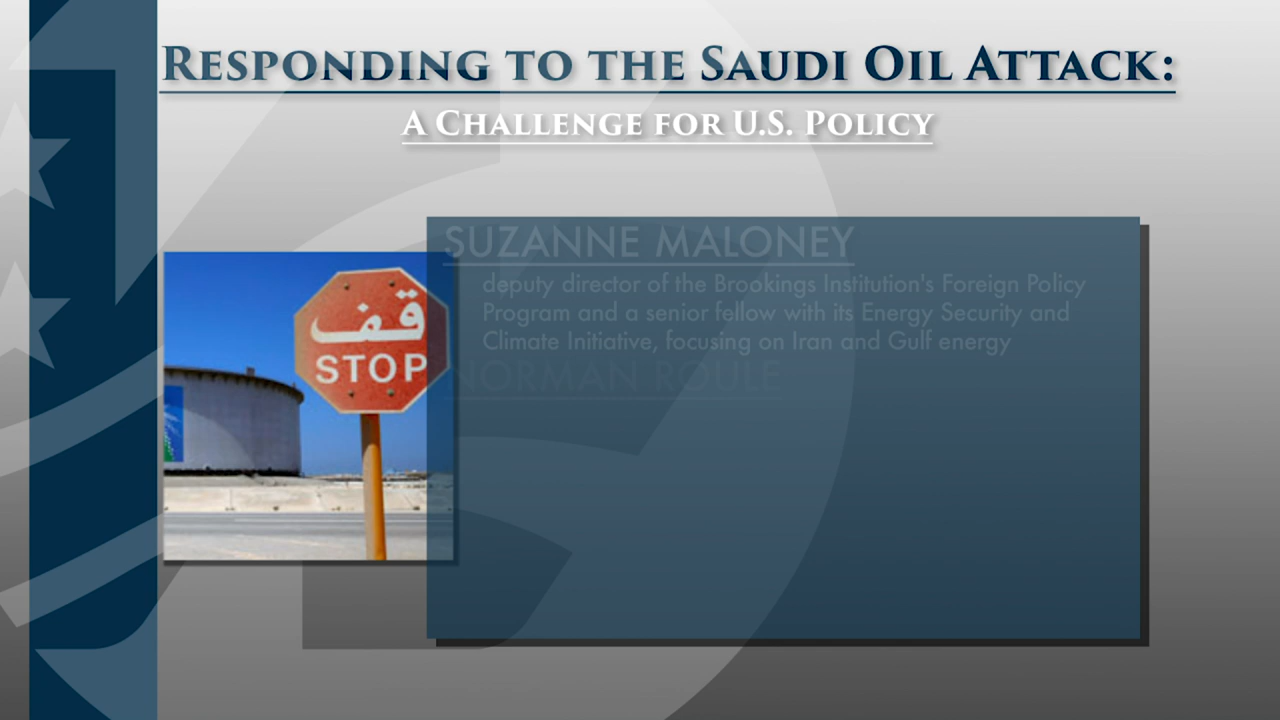 Responding to the Saudi Oil Attack:
A Challenge for U.S. Policy
قف
STOP
SUZANNE MALONEY
deputy director of the Brookings Institution's Foreign Policy
Program and a senior fellow with its Energy Security and
Climate Initiative, focusing on Iran and Gulf energy
NORMAN ROULE